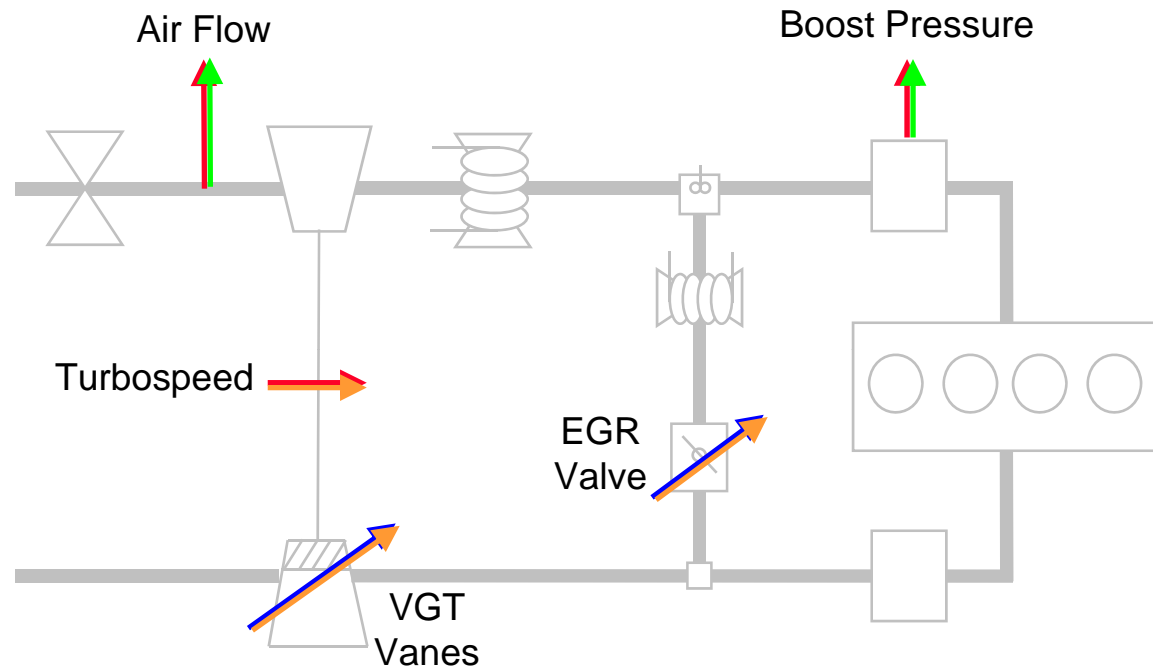 Air Flow
Boost Pressure
Turbospeed
EGR
Valve
VGT
Vanes